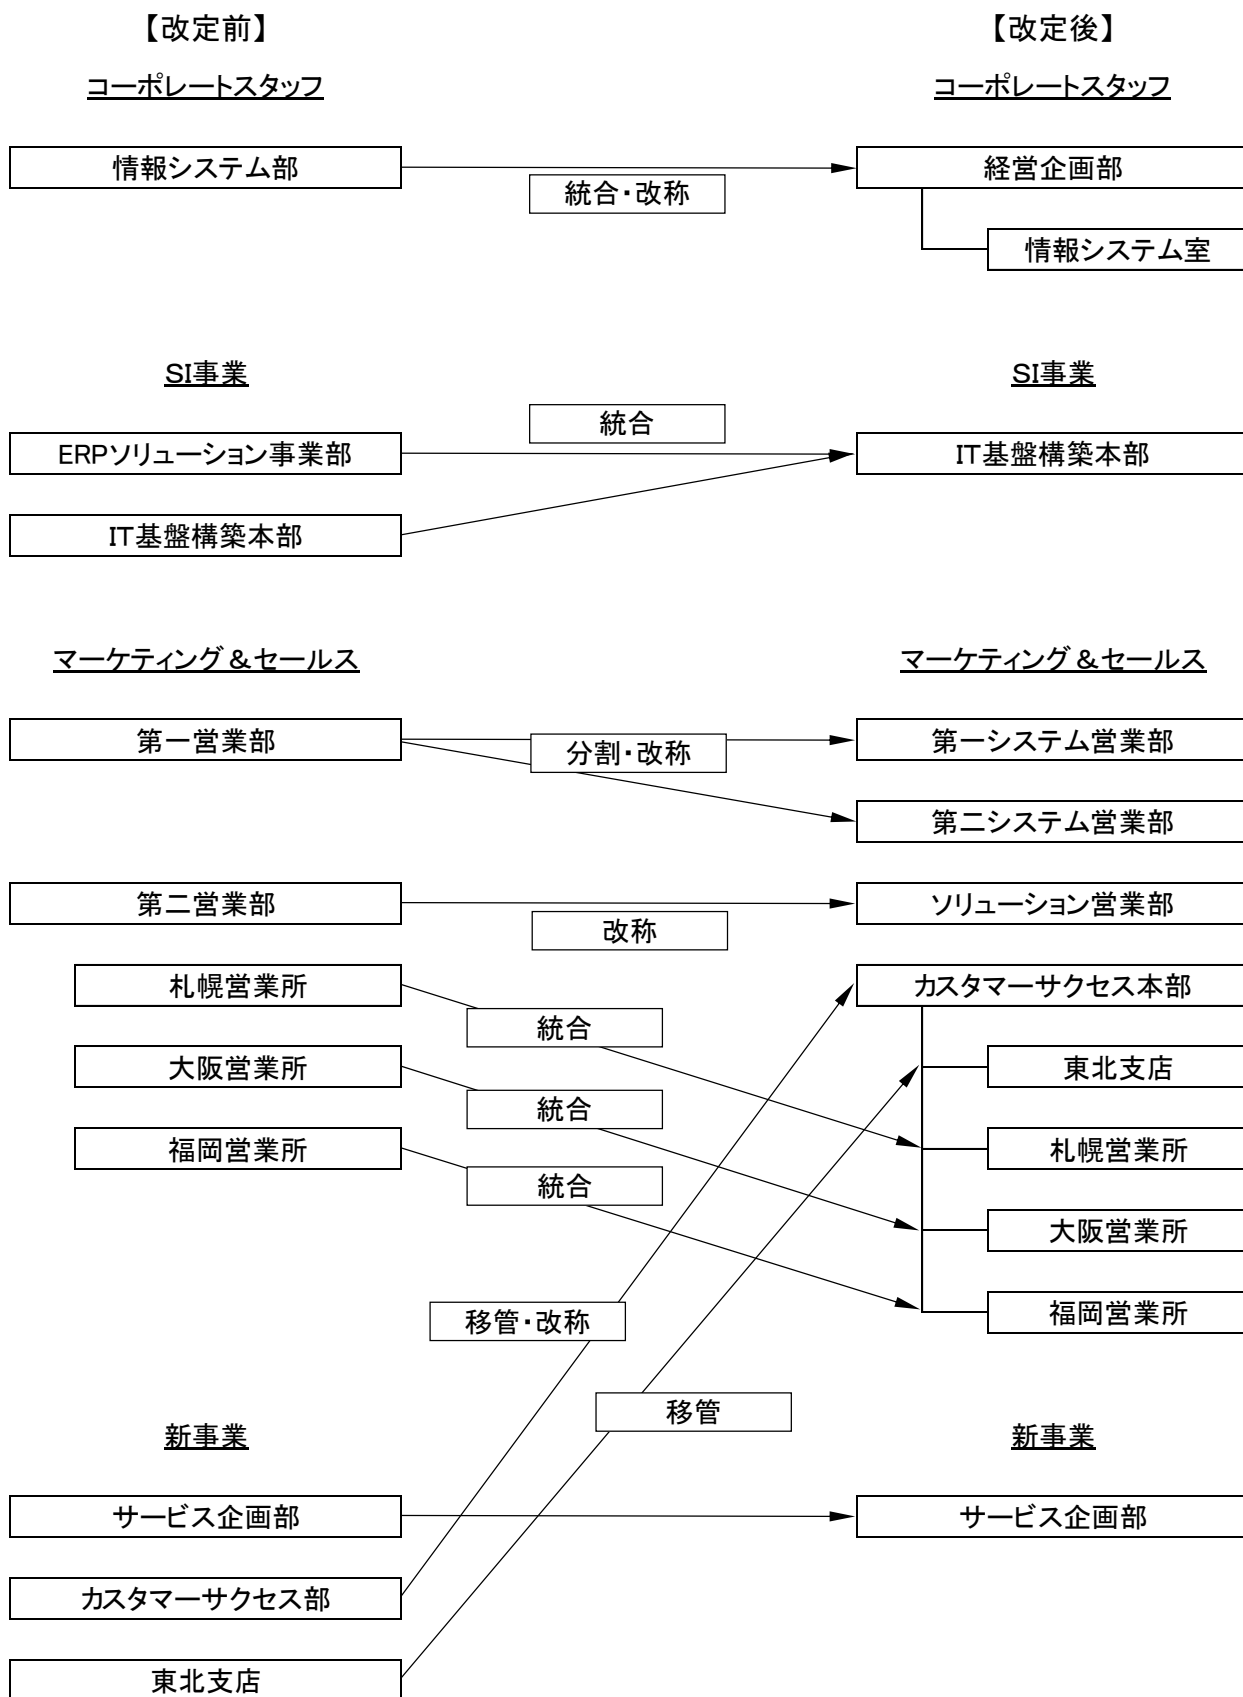 【改定前】 【改定後】
コーポレートスタッフ コーポレートスタッフ
情報システム部 経営企画部
統合・改称
情報システム室
SI事業 SI事業
統合
ERPソリューション事業部 IT基盤構築本部
IT基盤構築本部
マーケティング&セールス マーケティング&セールス
第一営業部 第一システム営業部
分割・改称
第二システム営業部
第二営業部 ソリューション営業部
改称
札幌営業所 カスタマーサクセス本部
統合
大阪営業所 東北支店
統合
福岡営業所 札幌営業所
統合
大阪営業所
福岡営業所
移管・改称
移管
新事業 新事業
サービス企画部 サービス企画部
カスタマーサクセス部
東北支店